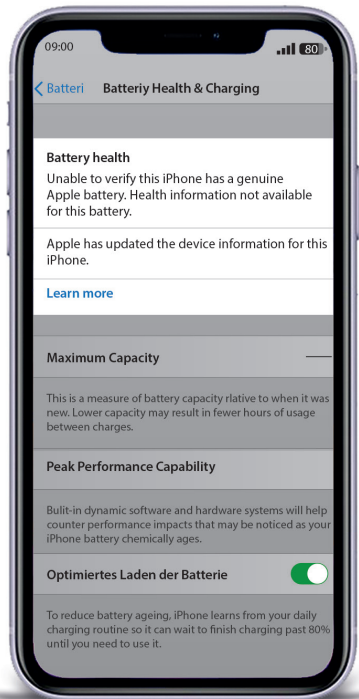 09:00
80
Batteri
Batteriy Health & Charging
Battery health
Unable to verify this iPhone has a genuine
Apple battery. Health information not available
for this battery.
Apple has updated the device information for this
iPhone.
Learn more
Maximum Capacity
This is a measure of battery capacity rlative to when it was
new. Lower capacity may result in fewer hours of usage
between charges.
Peak Performance Capability
Bulit-in dynamic software and hardware systems will help
counter performance impacts that may be noticed as your
iPhone battery chemically ages.
Optimiertes Laden der Batterie
To reduce battery ageing, iPhone learns from your daily
charging routine so it can wait to finish charging past 80%
until you need to use it.